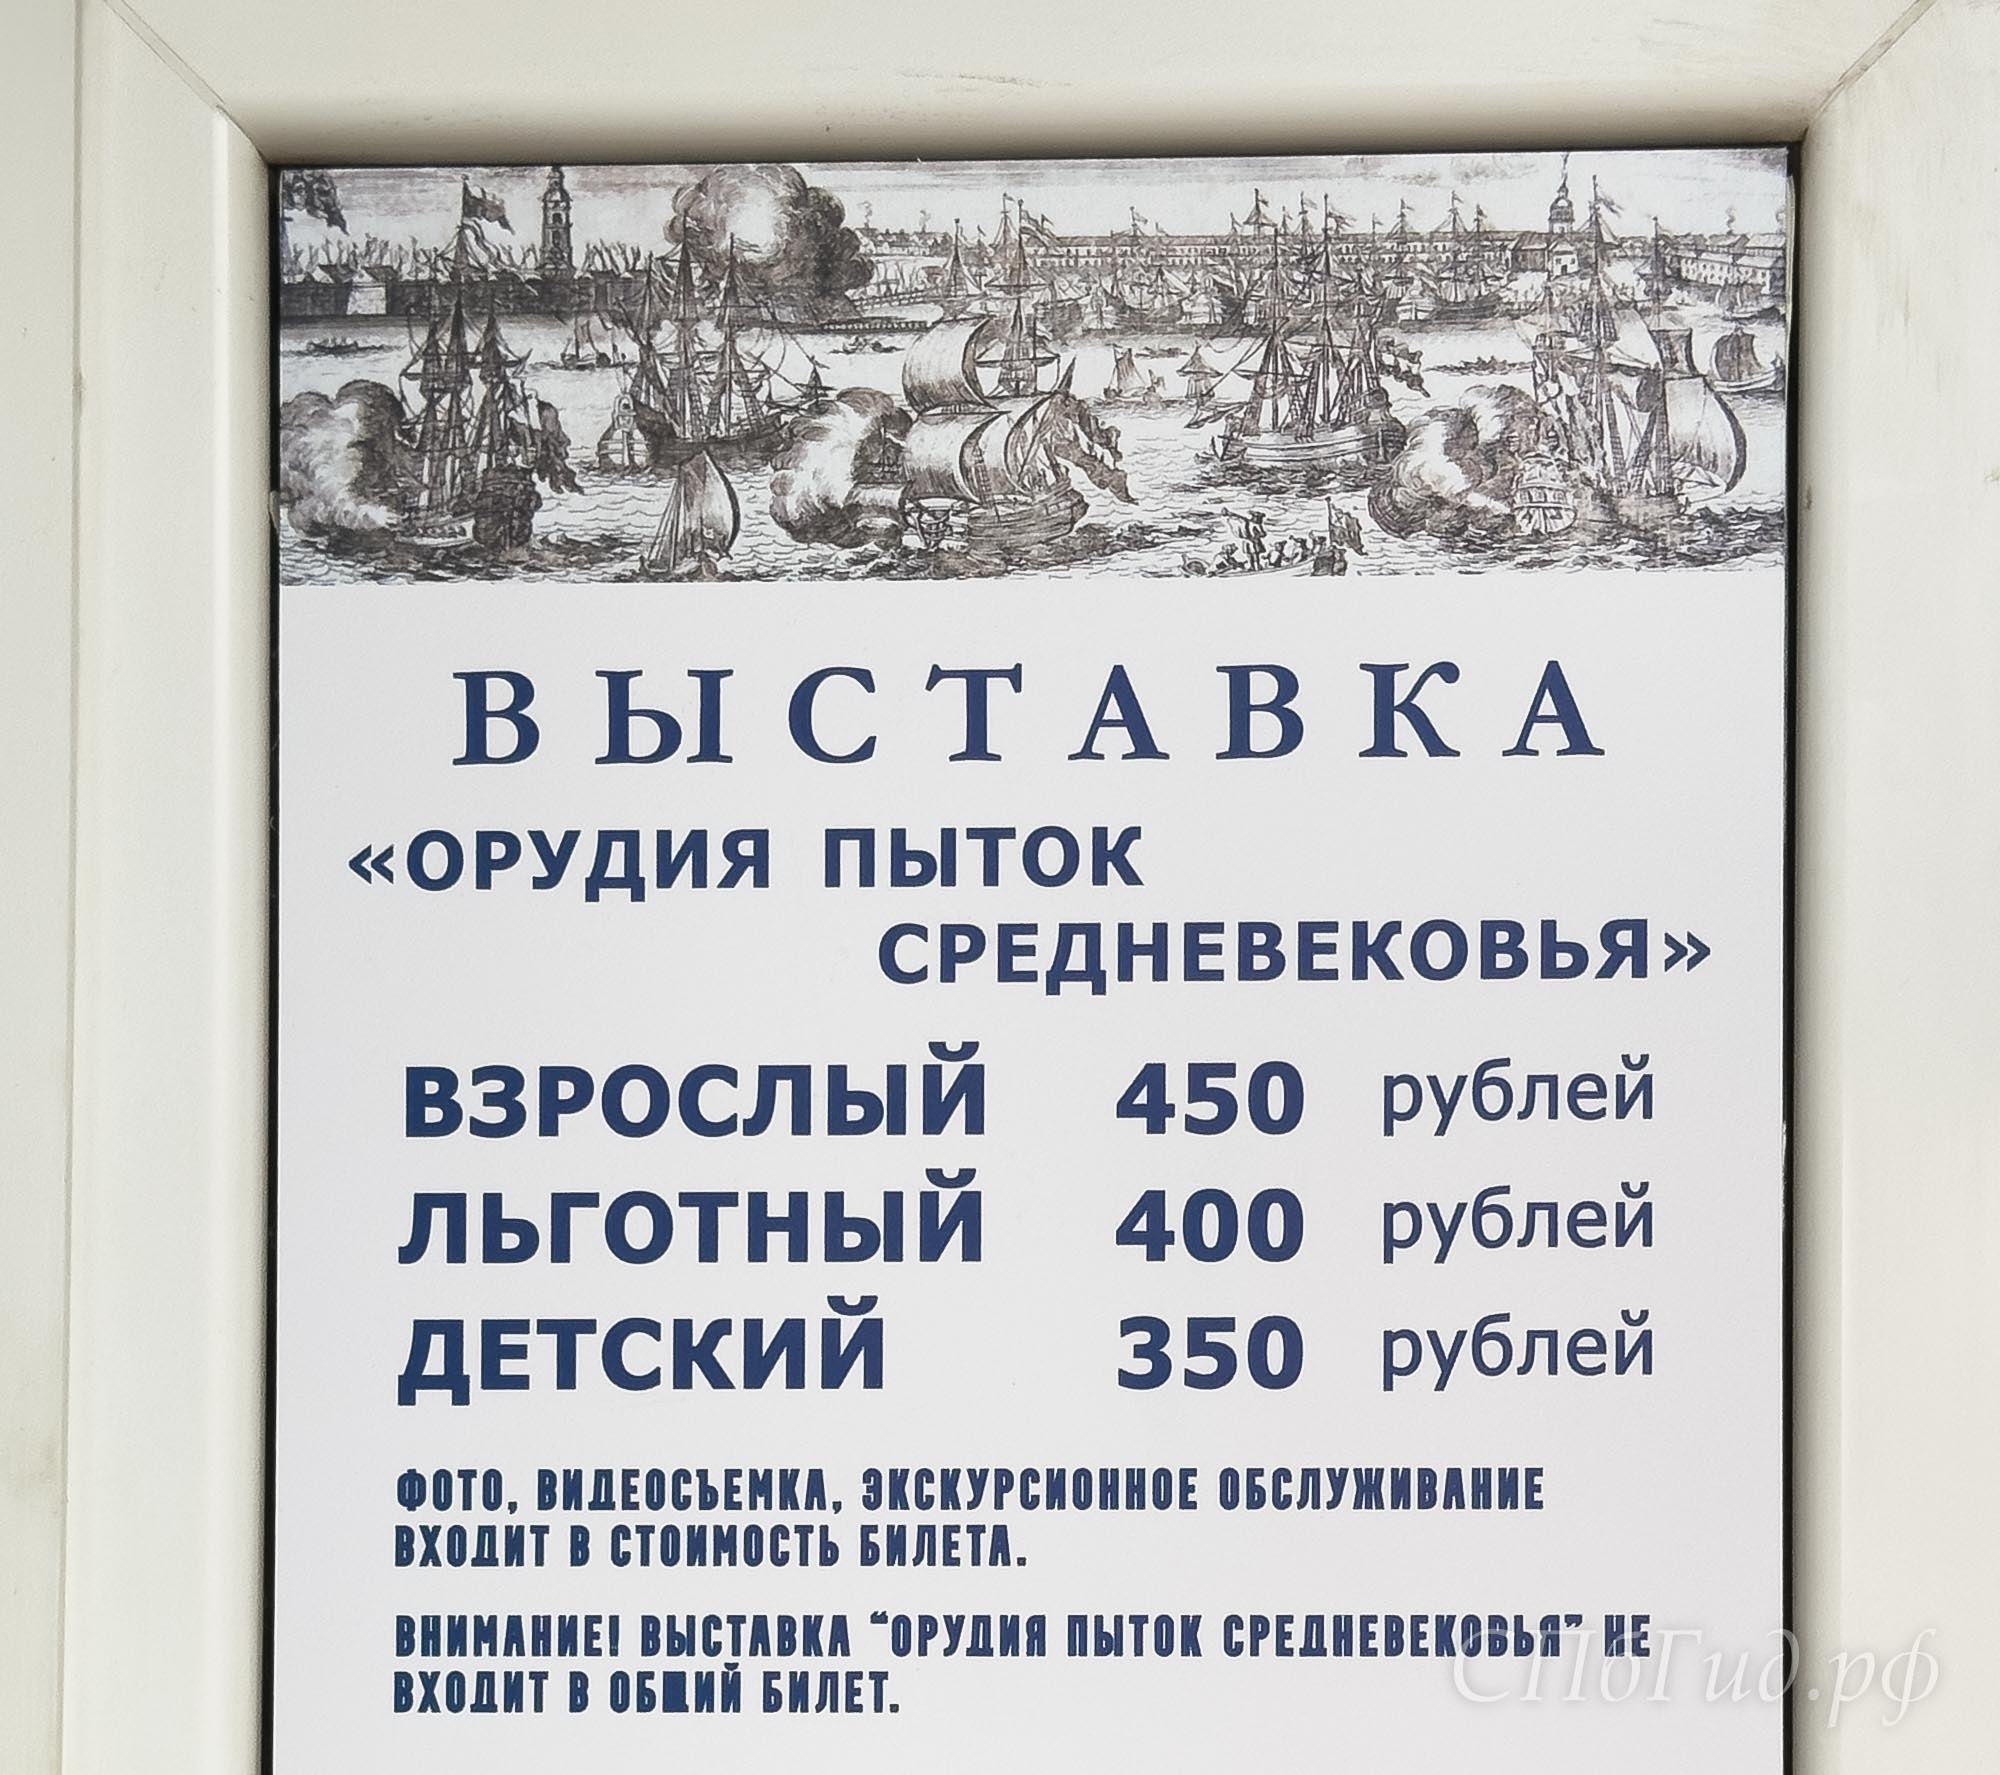 ВЫСТАВКА
«ОРУДИЯ ПЫТОК
СРЕДНЕВЕКОВЬЯ»
ВЗРОСЛЫЙ 450 рублей
ЛЬГОТНЫЙ 400 рублей
ДЕТСКИЙ 350 рублей
ФОТО, ВИДЕОСЪЕМКА, ЭКСКУРСИОННОЕ ОБСЛУЖИВАНИЕ
ВХОДИТ В СТОИМОСТЬ БИЛЕТА.
ВНИМАНИЕ! ВЫСТАВКА “ОРУДИЯ ПЫТОК СРЕДНЕВЕКОВЬЯ” НЕ
ВХОДИТ В ОБЩИЙ БИЛЕТ.
СПбГид.рф